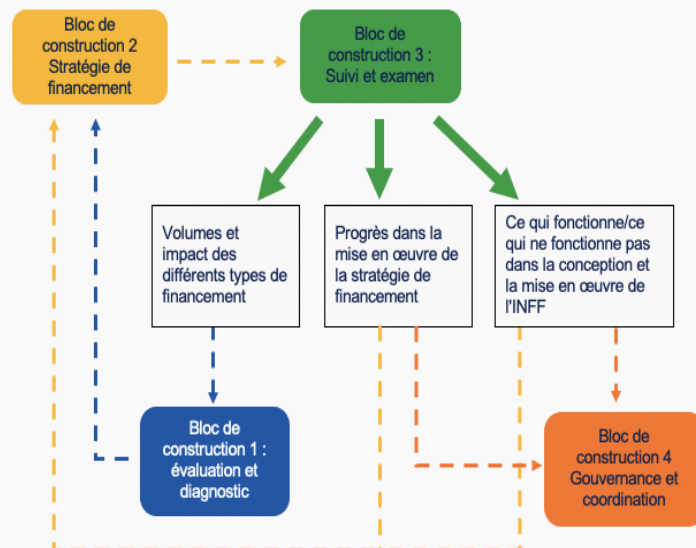 Bloc de
construction 2
Stratégie de
financement
Bloc de
construction 3 :
Suivi et examen
Volumes et
impact des
différents types de
financement
Progrès dans la
mise en œuvre de
la stratégie de
financement
Ce qui fonctionne/ce
qui ne fonctionne pas
dans la conception et
la mise en œuvre de
l'INFF
Bloc de
construction 1 :
évaluation et
diagnostic
Bloc de
construction 4
Gouvernance et
coordination